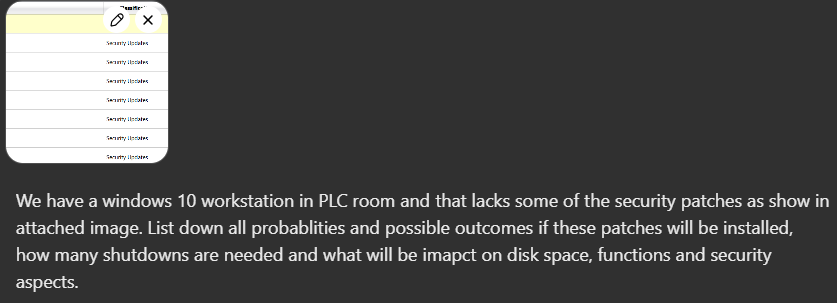 Security Updates
Security Updates
Security Updates
Security Updates
Security Updates
Security Updates
Security Updates
We have a windows 10 workstation in PLC room and that lacks some of the security patches as show in
attached image. List down all probablities and possible outcomes if these patches will be installed,
how many shutdowns are needed and what will be imapct on disk space, functions and security
aspects.